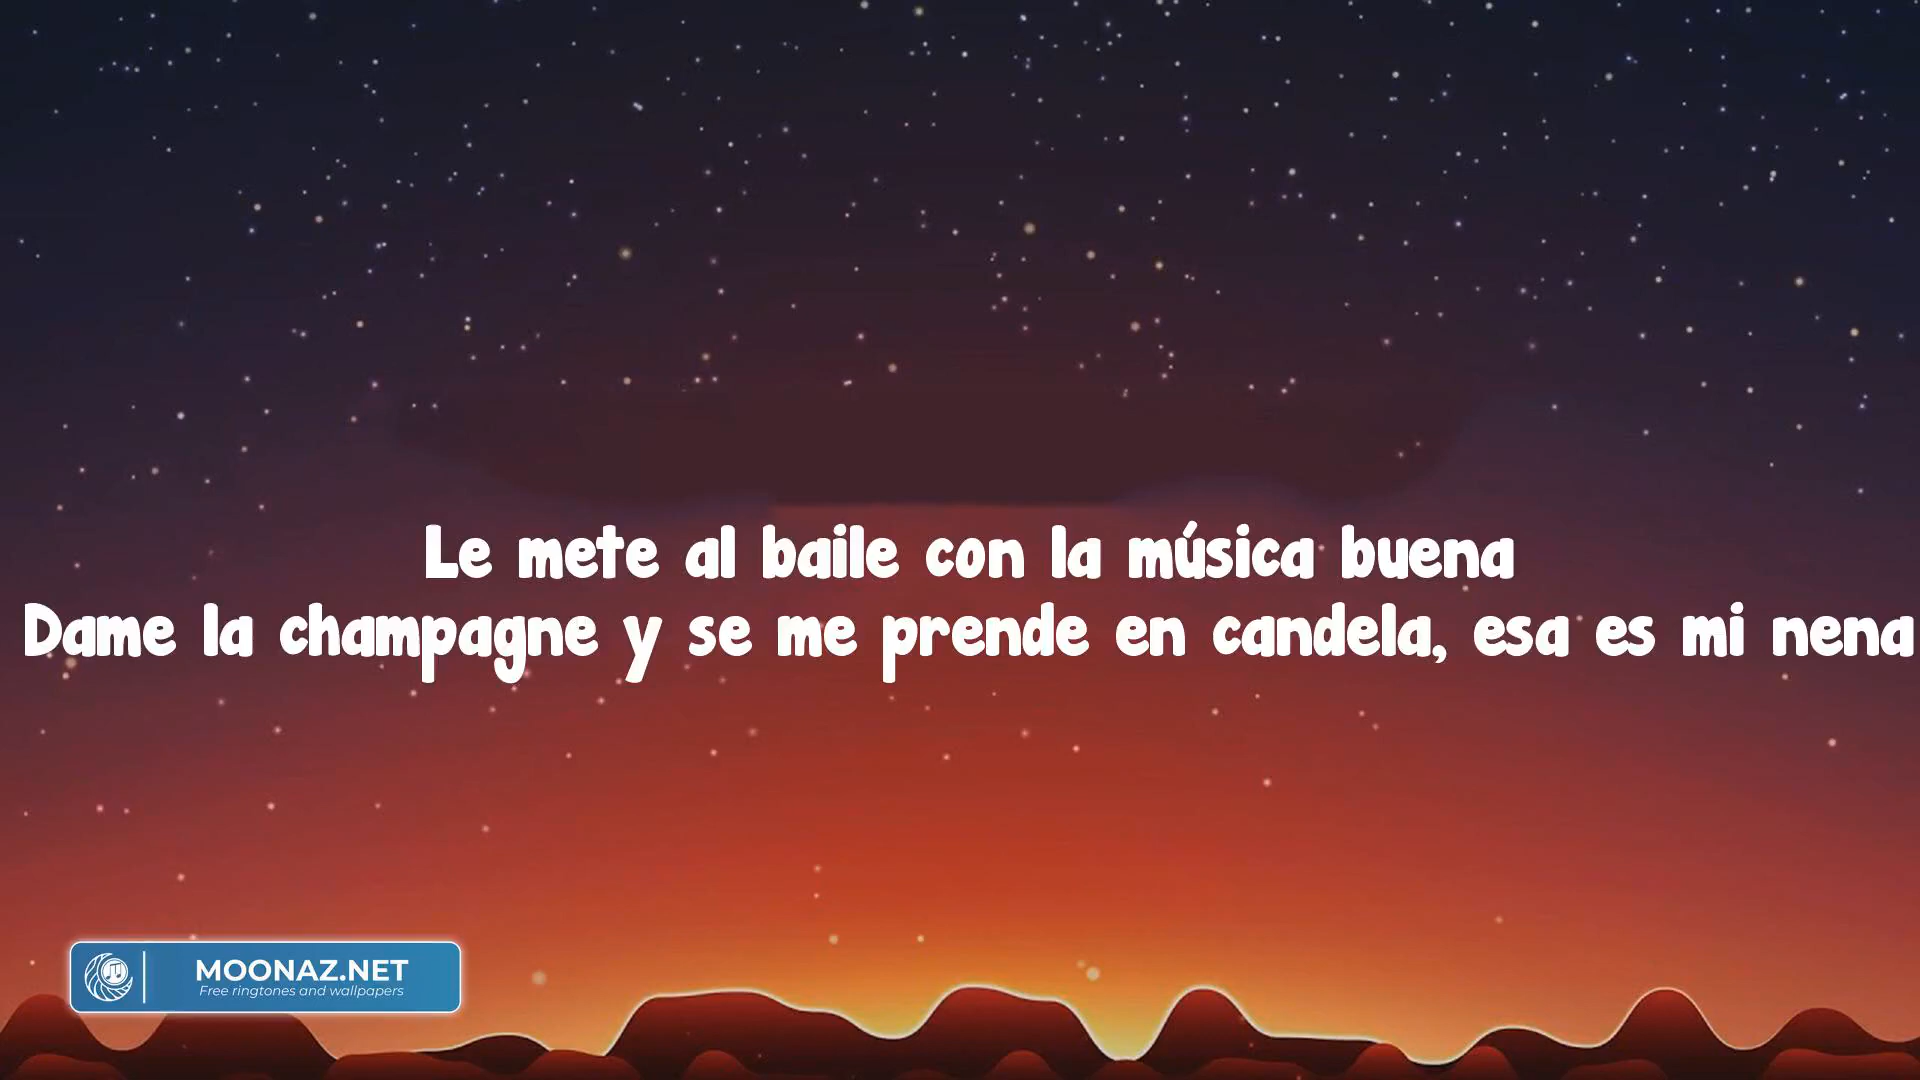 Le mete al baile con la música buena
Dame la champagne y se me prende en candela, esa es mi nena
MOONAZ.NET
Free ringtones and wallpapers